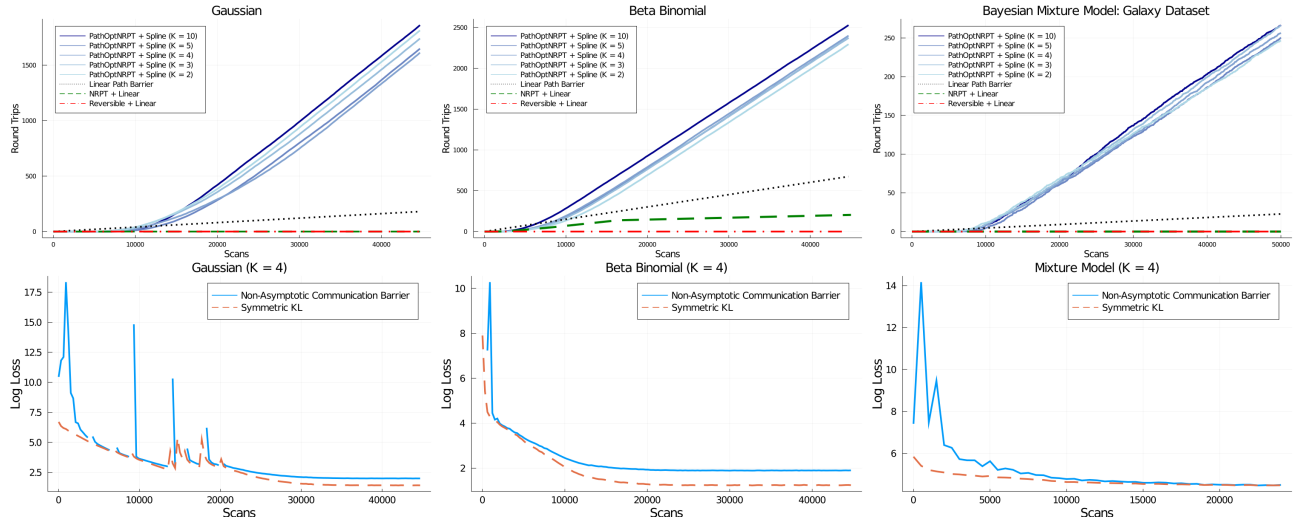 Gaussian
PathOptNRPT + Spline (K = 10)
PathOptNRPT + Spline (K = 5)
PathOptNRPT + Spline (K = 4)
PathOptNRPT + Spline (K = 3)
PathOptNRPT + Spline (K = 2)
Linear Path Barrier
NRPT + Linear
Reversible + Linear
Round Trips
1500
1000
500
0
0 10000 20000 30000 40000
Scans
Beta Binomial
PathOptNRPT + Spline (K = 10)
PathOptNRPT + Spline (K = 5)
PathOptNRPT + Spline (K = 4)
PathOptNRPT + Spline (K = 3)
PathOptNRPT + Spline (K = 2)
Linear Path Barrier
NRPT + Linear
Reversible + Linear
Round Trips
2500
2000
1500
1000
500
0
0 10000 20000 30000 40000
Scans
Bayesian Mixture Model: Galaxy Dataset
PathOptNRPT + Spline (K = 10)
PathOptNRPT + Spline (K = 5)
PathOptNRPT + Spline (K = 4)
PathOptNRPT + Spline (K = 3)
PathOptNRPT + Spline (K = 2)
Linear Path Barrier
NRPT + Linear
Reversible + Linear
Round Trips
250
200
150
100
50
0
0 10000 20000 30000 40000 50000
Scans
Gaussian (K = 4)
Non-Asymptotic Communication Barrier
Symmetric KL
Log Loss
17.5
15.0
12.5
10.0
7.5
5.0
2.5
0 10000 20000 30000 40000
Scans
Beta Binomial (K = 4)
Non-Asymptotic Communication Barrier
Symmetric KL
Log Loss
10
8
6
4
2
0 10000 20000 30000 40000
Scans
Mixture Model (K = 4)
Non-Asymptotic Communication Barrier
Symmetric KL
Log Loss
14
12
10
8
6
0 5000 10000 15000 20000
Scans